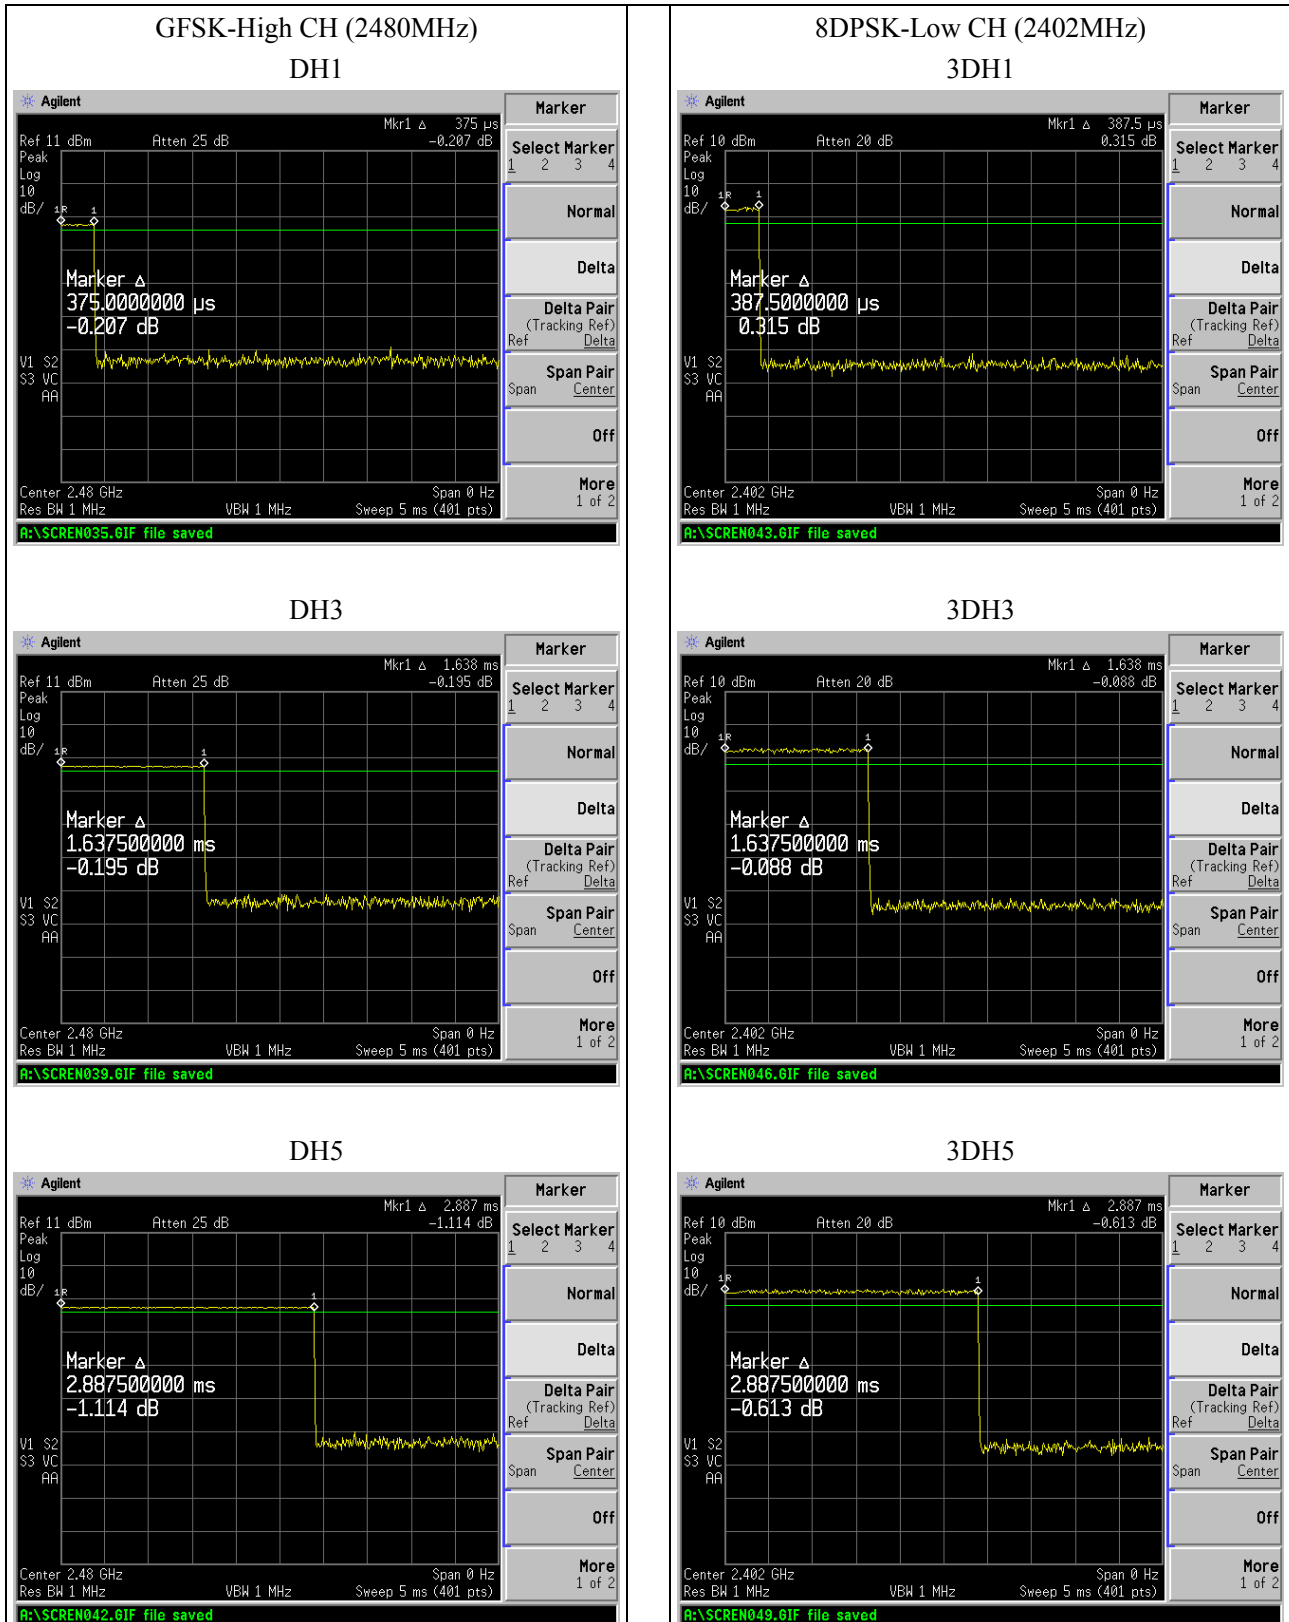 GFSK-High CH (2480MHz)
DH1
Agilent
Marker
Mkr1 Δ 375 µs
Ref 11 dBm Atten 25 dB -0.207 dB
Peak
Log
10
dB/
1R 1
Marker Δ
375.0000000 µs
-0.207 dB
V1 S2
S3 VC
AA
Center 2.48 GHz Span 0 Hz
Res BW 1 MHz VBW 1 MHz Sweep 5 ms (401 pts)
A:\SCREN035.GIF file saved
Select Marker
1 2 3 4
Normal
Delta
Delta Pair
(Tracking Ref)
Ref Delta
Span Pair
Span Center
Off
More
1 of 2
DH3
Agilent
Marker
Mkr1 Δ 1.638 ms
Ref 11 dBm Atten 25 dB -0.195 dB
Peak
Log
10
dB/
1R 1
Marker Δ
1.637500000 ms
-0.195 dB
V1 S2
S3 VC
AA
Center 2.48 GHz Span 0 Hz
Res BW 1 MHz VBW 1 MHz Sweep 5 ms (401 pts)
A:\SCREN039.GIF file saved
Select Marker
1 2 3 4
Normal
Delta
Delta Pair
(Tracking Ref)
Ref Delta
Span Pair
Span Center
Off
More
1 of 2
DH5
Agilent
Marker
Mkr1 Δ 2.887 ms
Ref 11 dBm Atten 25 dB -1.114 dB
Peak
Log
10
dB/
1R 1
Marker Δ
2.887500000 ms
-1.114 dB
V1 S2
S3 VC
AA
Center 2.48 GHz Span 0 Hz
Res BW 1 MHz VBW 1 MHz Sweep 5 ms (401 pts)
A:\SCREN042.GIF file saved
Select Marker
1 2 3 4
Normal
Delta
Delta Pair
(Tracking Ref)
Ref Delta
Span Pair
Span Center
Off
More
1 of 2
8DPSK-Low CH (2402MHz)
3DH1
Agilent
Marker
Mkr1 Δ 387.5 µs
Ref 10 dBm Atten 20 dB 0.315 dB
Peak
Log
10
dB/
1R 1
Marker Δ
387.5000000 µs
0.315 dB
V1 S2
S3 VC
AA
Center 2.402 GHz Span 0 Hz
Res BW 1 MHz VBW 1 MHz Sweep 5 ms (401 pts)
A:\SCREN043.GIF file saved
Select Marker
1 2 3 4
Normal
Delta
Delta Pair
(Tracking Ref)
Ref Delta
Span Pair
Span Center
Off
More
1 of 2
3DH3
Agilent
Marker
Mkr1 Δ 1.638 ms
Ref 10 dBm Atten 20 dB -0.088 dB
Peak
Log
10
dB/
1R 1
Marker Δ
1.637500000 ms
-0.088 dB
V1 S2
S3 VC
AA
Center 2.402 GHz Span 0 Hz
Res BW 1 MHz VBW 1 MHz Sweep 5 ms (401 pts)
A:\SCREN046.GIF file saved
Select Marker
1 2 3 4
Normal
Delta
Delta Pair
(Tracking Ref)
Ref Delta
Span Pair
Span Center
Off
More
1 of 2
3DH5
Agilent
Marker
Mkr1 Δ 2.887 ms
Ref 10 dBm Atten 20 dB -0.613 dB
Peak
Log
10
dB/
1R 1
Marker Δ
2.887500000 ms
-0.613 dB
V1 S2
S3 VC
AA
Center 2.402 GHz Span 0 Hz
Res BW 1 MHz VBW 1 MHz Sweep 5 ms (401 pts)
A:\SCREN049.GIF file saved
Select Marker
1 2 3 4
Normal
Delta
Delta Pair
(Tracking Ref)
Ref Delta
Span Pair
Span Center
Off
More
1 of 2